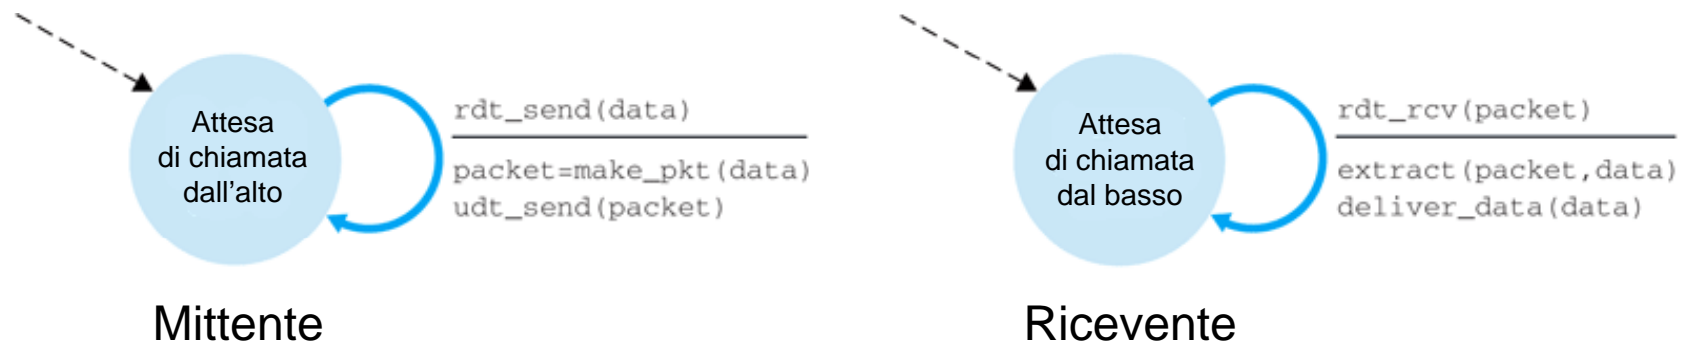 Attesa
di chiamata
dall'alto
rdt_send(data)
packet=make_pkt(data)
udt_send(packet)
Mittente
Attesa
di chiamata
dal basso
rdt_rcv(packet)
extract(packet,data)
deliver_data(data)
Ricevente